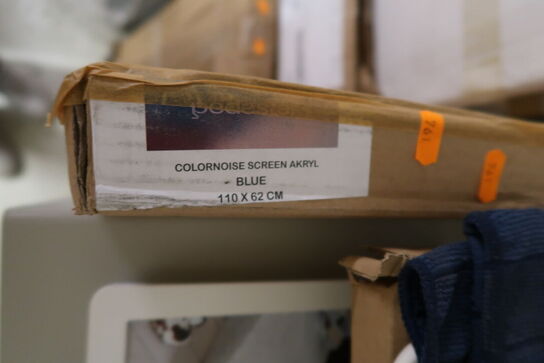 COLORNOISE SCREEN AKRYL
BLUE
110 X 62 CM